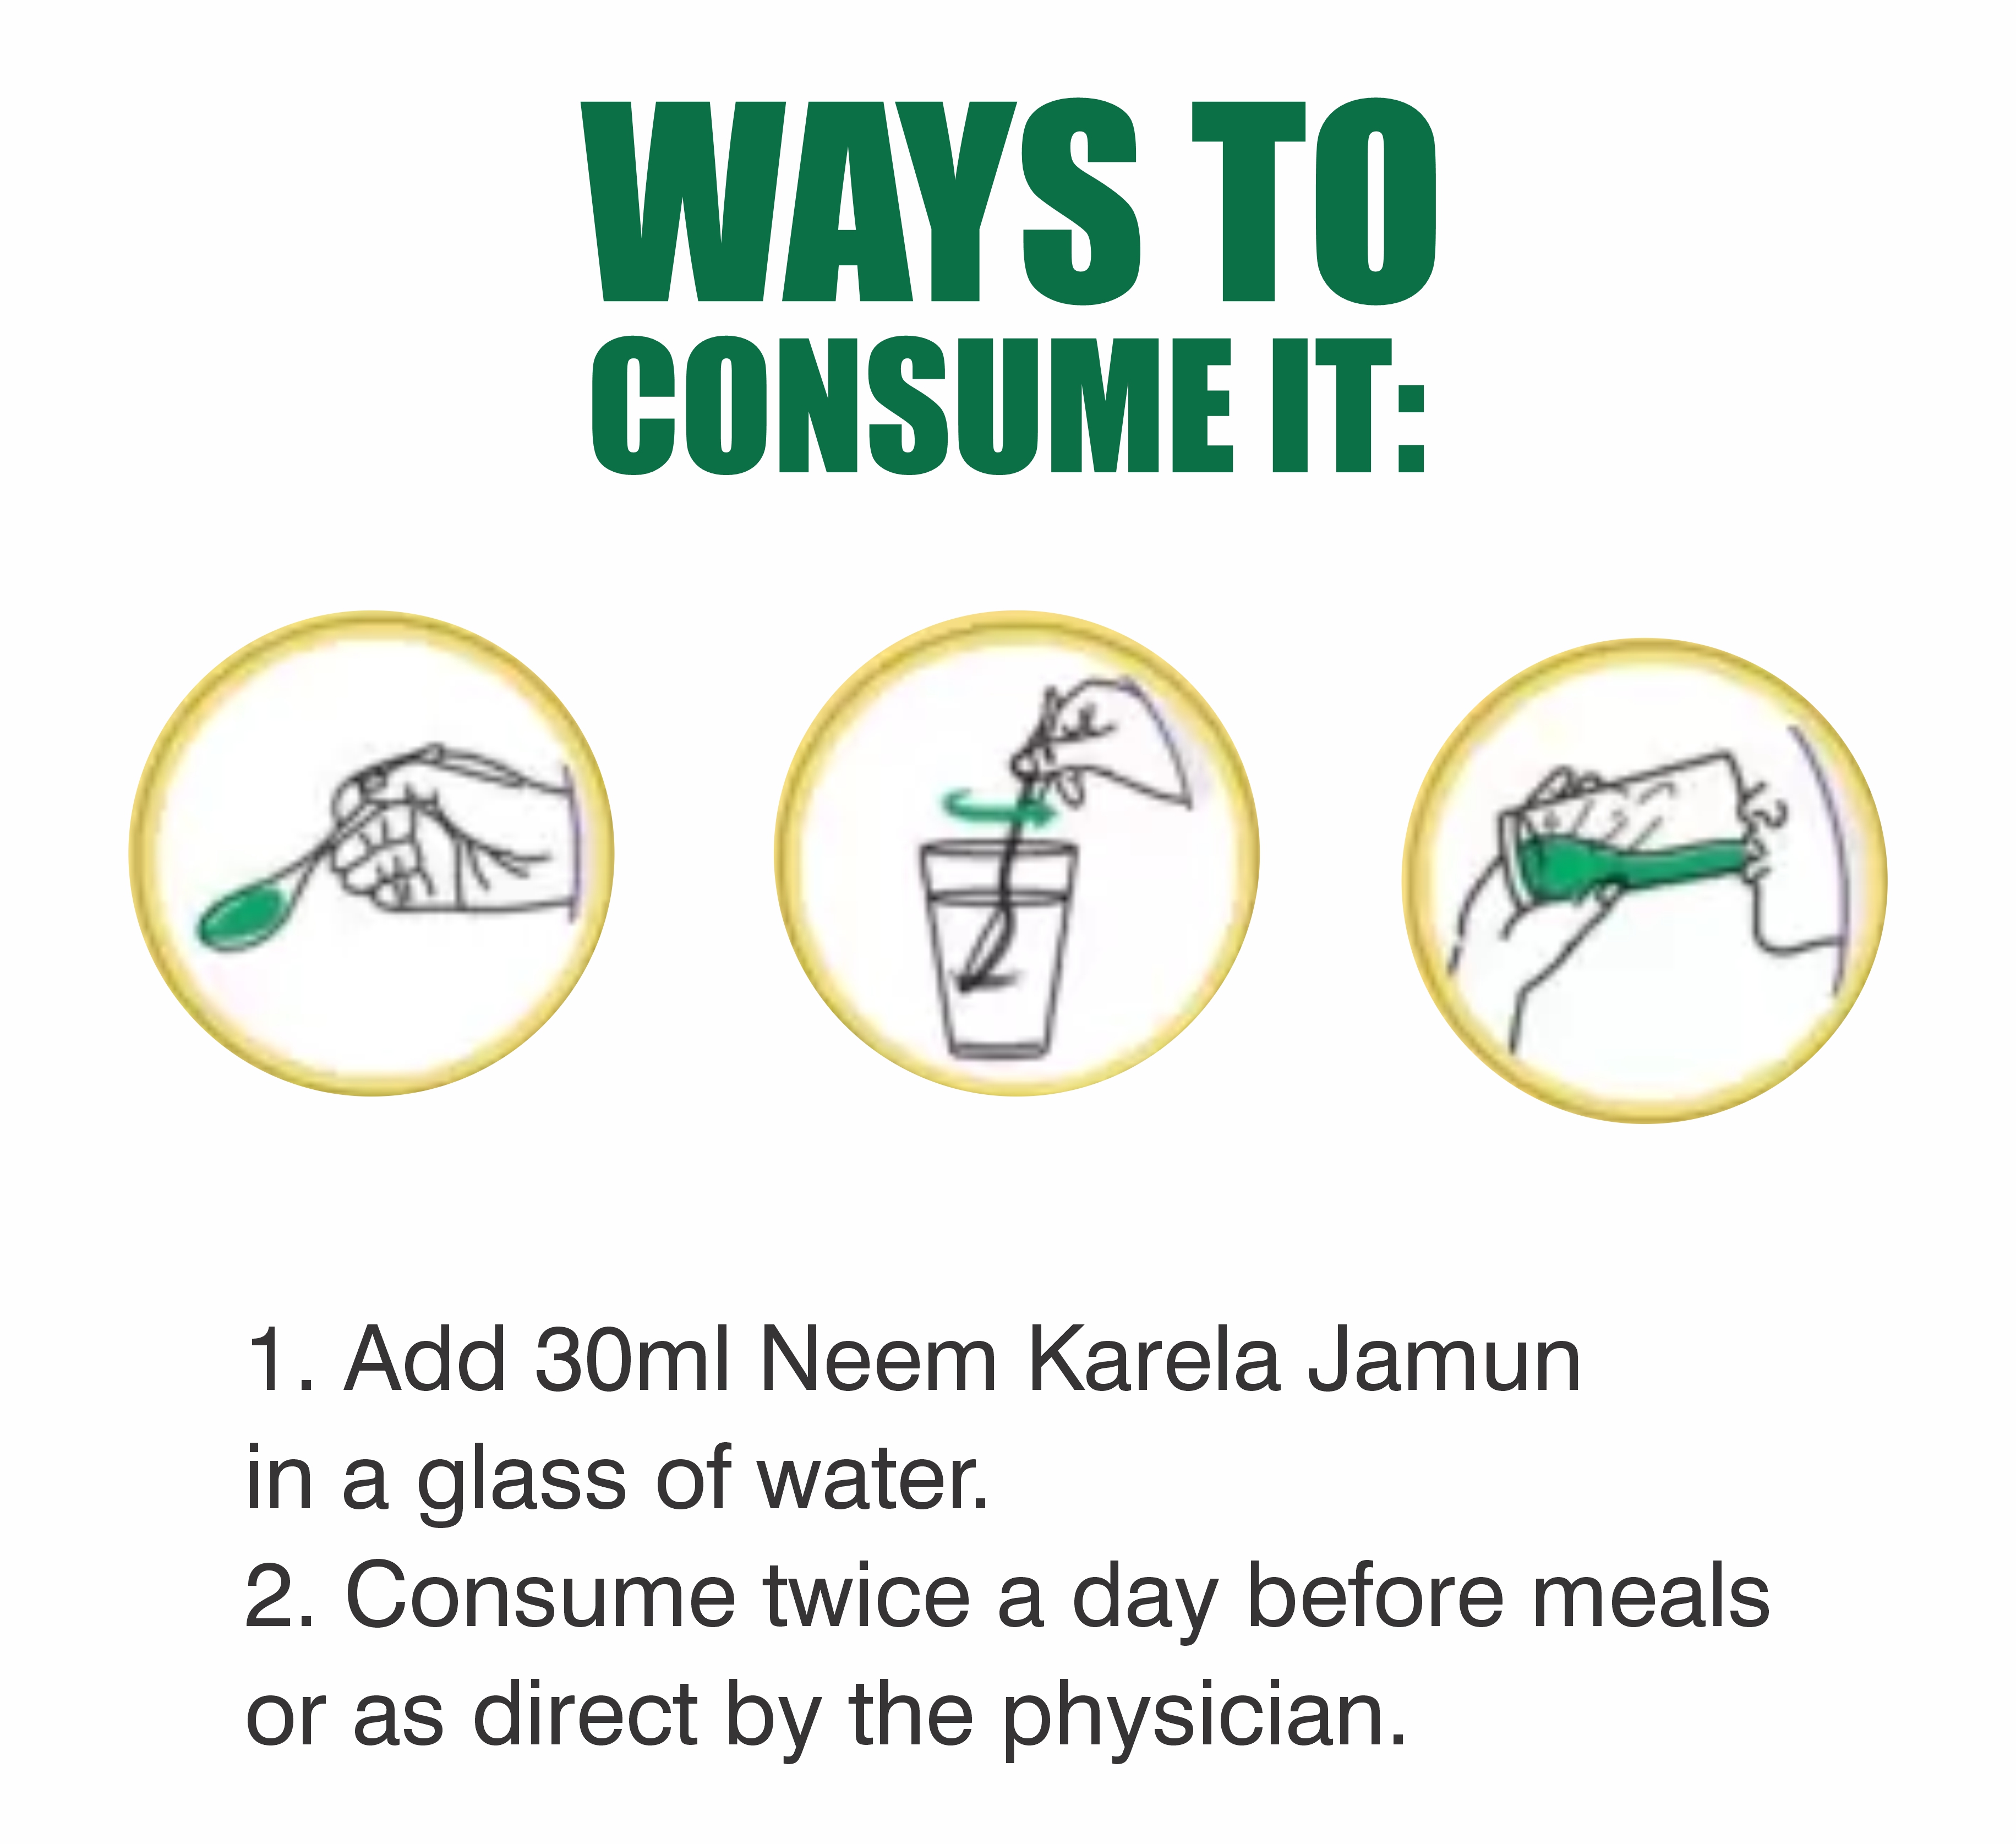 WAYS TO
CONSUME IT:
1. Add 30ml Neem Karela Jamun
in a glass of water.
2. Consume twice a day before meals
or as direct by the physician.